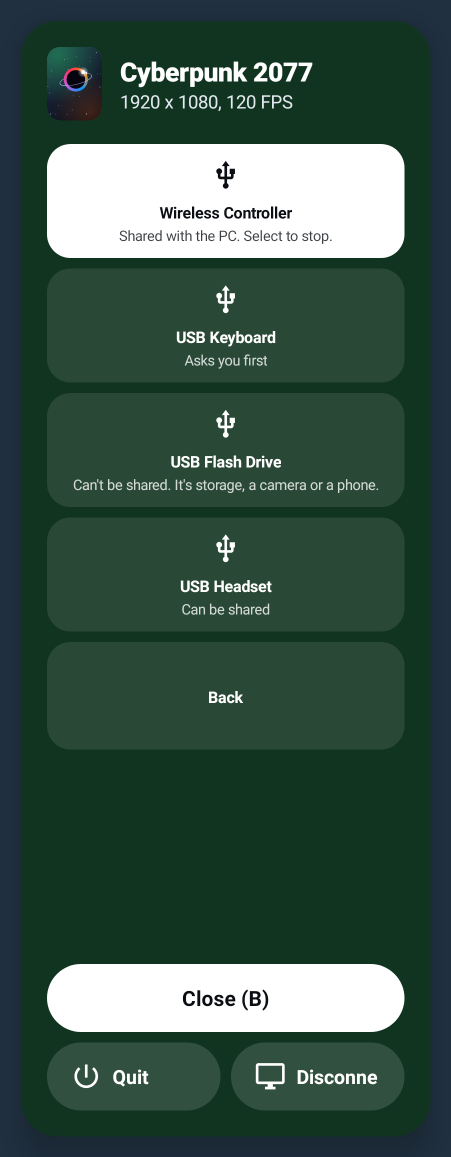 Cyberpunk 2077
1920 x 1080, 120 FPS
Wireless Controller
Shared with the PC. Select to stop.
USB Keyboard
Asks you first
USB Flash Drive
Can't be shared. It's storage, a camera or a phone.
USB Headset
Can be shared
Back
Close (B)
Quit
Disconne